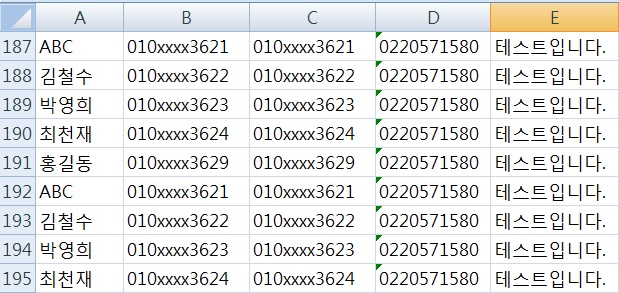 A B C D E
187 ABC 010xxxx3621 010xxxx3621 0220571580 테스트입니다.
188 김철수 010xxxx3622 010xxxx3622 0220571580 테스트입니다.
189 박영희 010xxxx3623 010xxxx3623 0220571580 테스트입니다.
190 최천재 010xxxx3624 010xxxx3624 0220571580 테스트입니다.
191 홍길동 010xxxx3629 010xxxx3629 0220571580 테스트입니다.
192 ABC 010xxxx3621 010xxxx3621 0220571580 테스트입니다.
193 김철수 010xxxx3622 010xxxx3622 0220571580 테스트입니다.
194 박영희 010xxxx3623 010xxxx3623 0220571580 테스트입니다.
195 최천재 010xxxx3624 010xxxx3624 0220571580 테스트입니다.